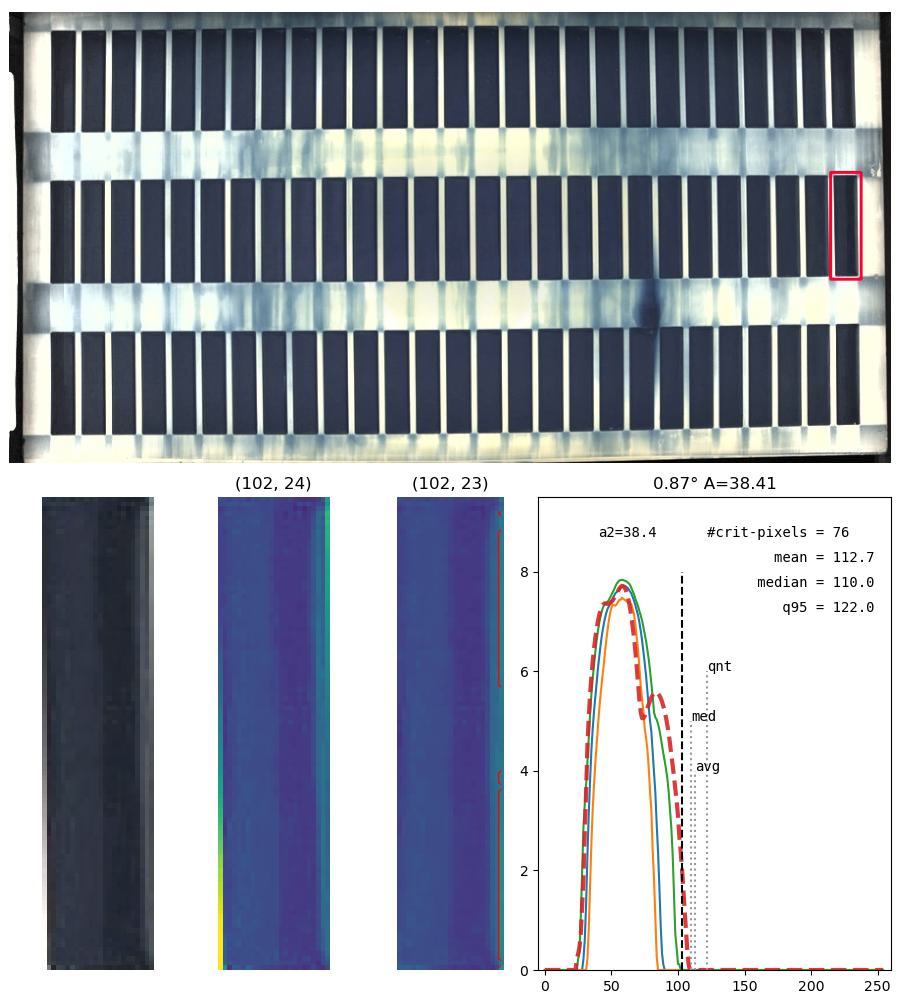 (102, 24)
(102, 23)
0.87° A=38.41
a2=38.4
#crit-pixels = 76
mean = 112.7
median = 110.0
q95 = 122.0
qnt
med
avg
8
6
4
2
0
0 50 100 150 200 250